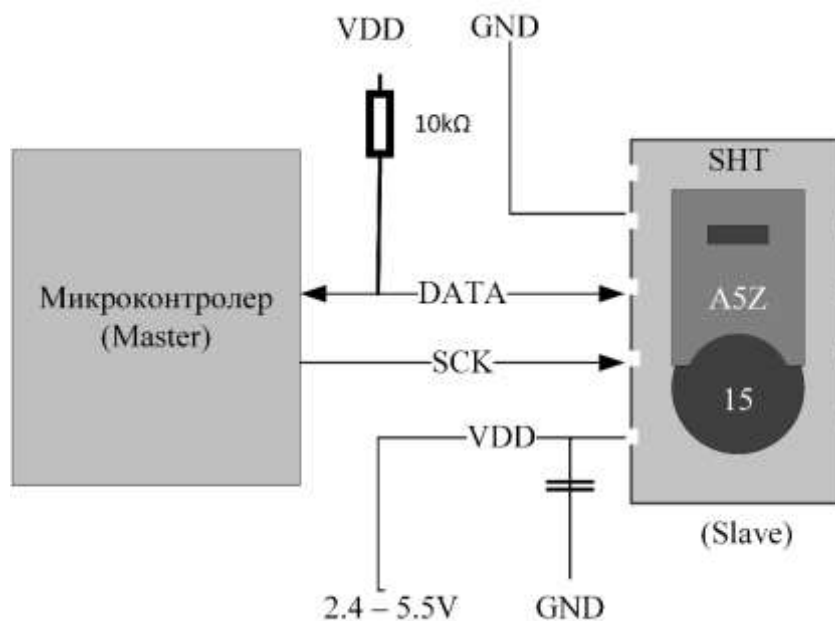 VDD
GND
10kΩ
SHT
Микроконтролер
(Master)
DATA
A5Z
SCK
15
VDD
(Slave)
2.4 – 5.5V
GND